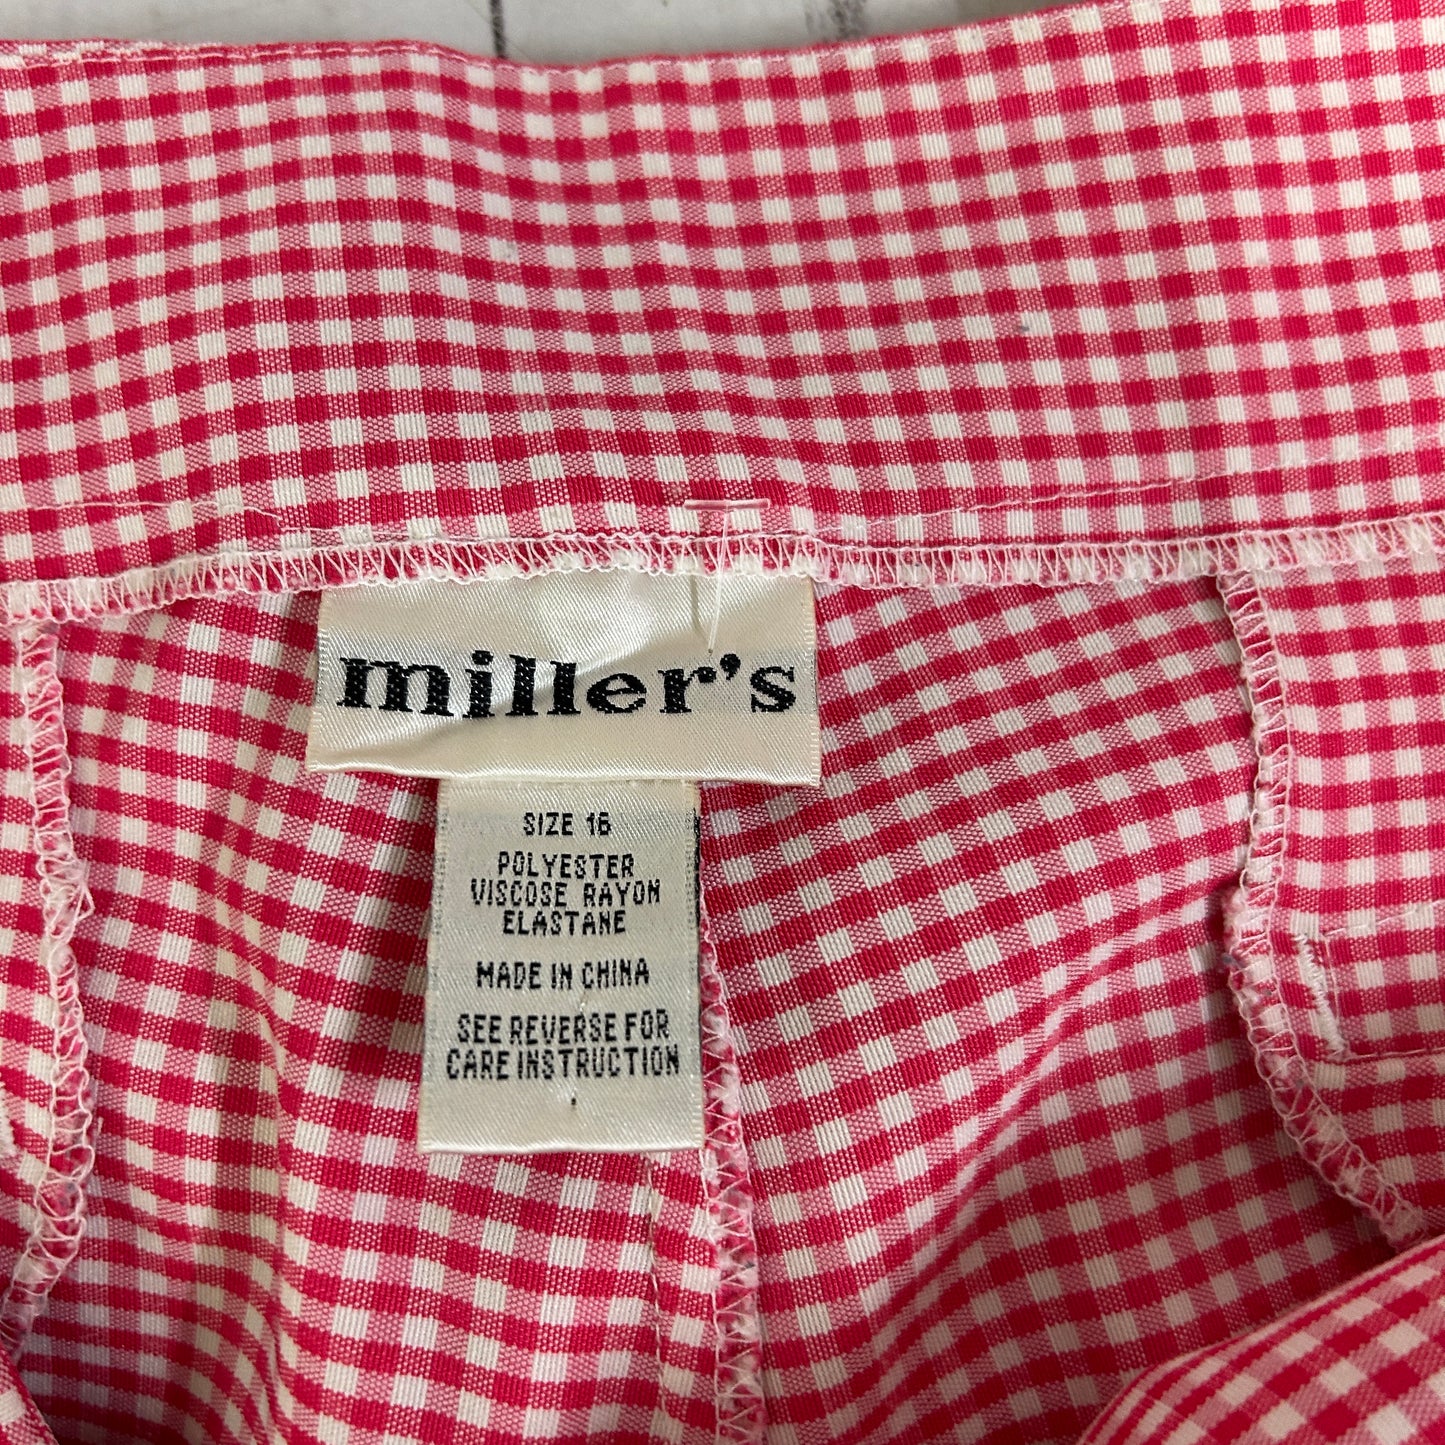 miller's
SIZE 16
POLYESTER
VISCOSE RAYON
ELASTANE
MADE IN CHINA
SEE REVERSE FOR
CARE INSTRUCTION